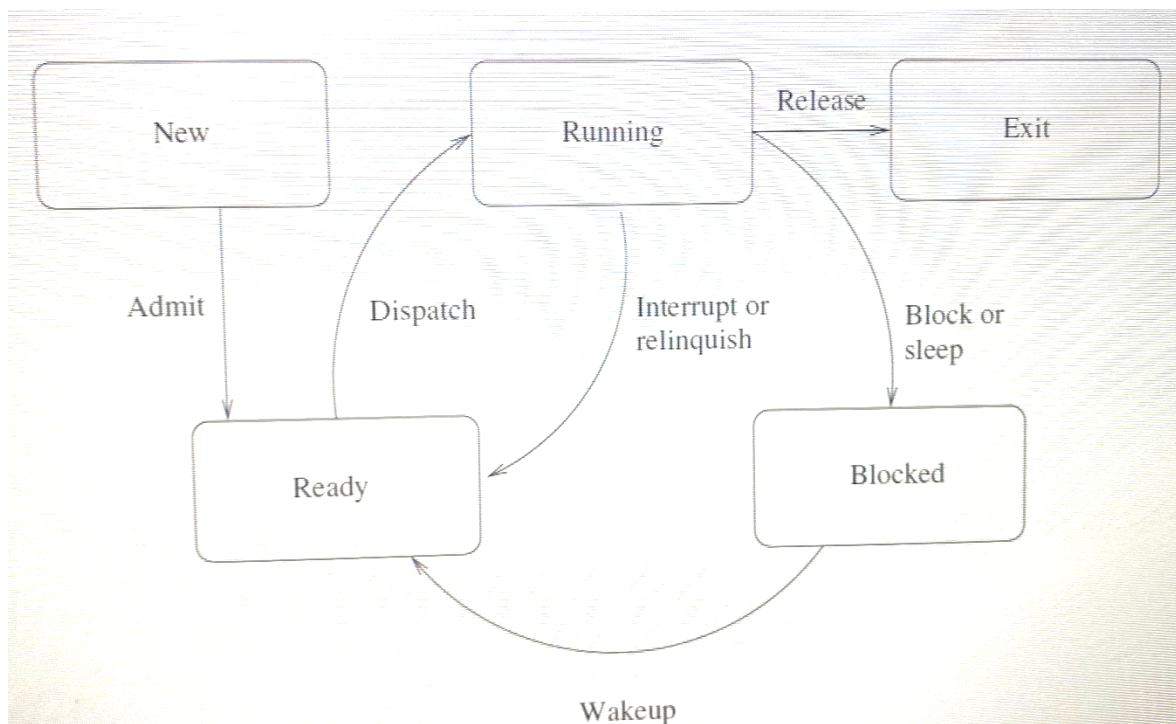 New
Running
Release
Exit
Admit
Dispatch
Interrupt or
relinquish
Block or
sleep
Ready
Blocked
Wakeup